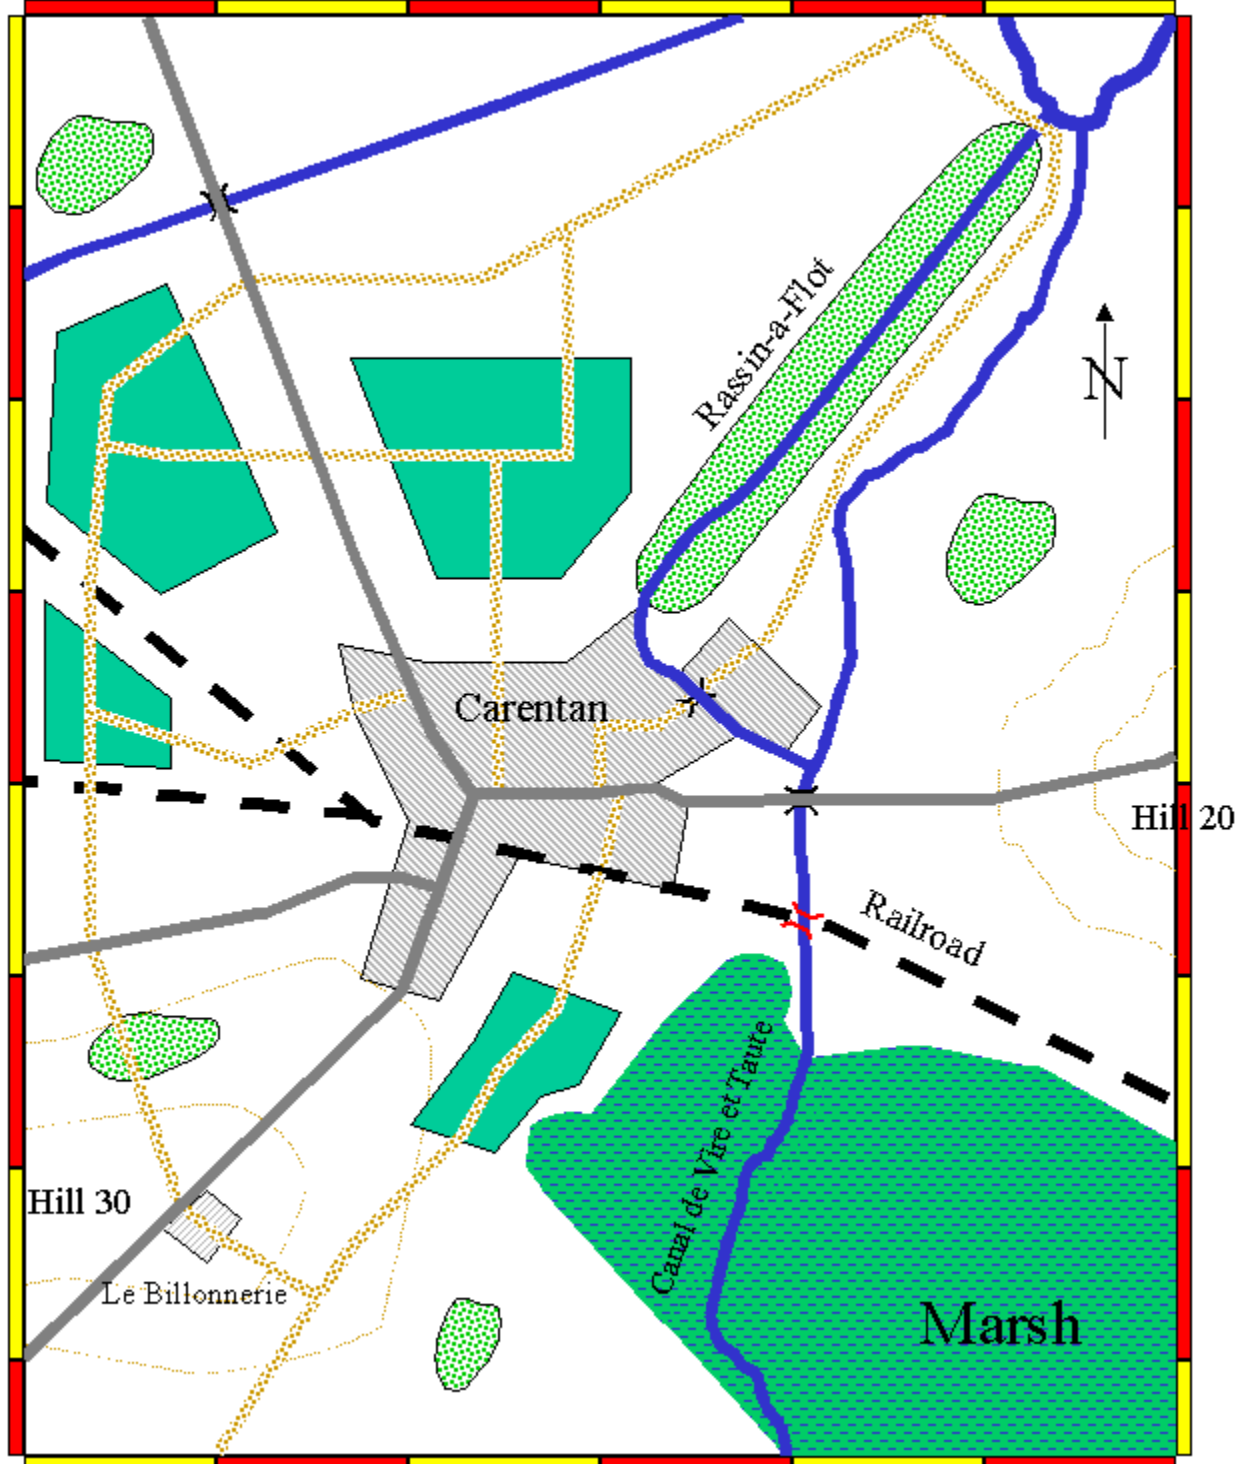 Rassin-a-Flot
N
Carentan
Hill 20
Railroad
Canal de Vire et Taute
Hill 30
Le Billonnerie
Marsh